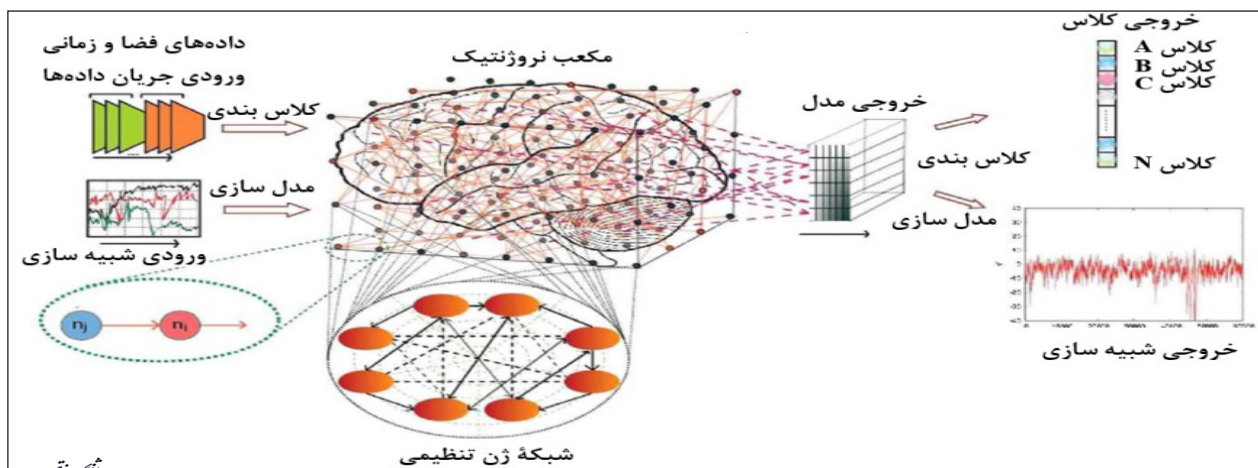 داده‌های فضا و زمانی
ورودی جریان داده‌ها
کلاس بندی
مدل سازی
ورودی شبیه سازی
nj
ni
مکعب نروژنتیک
شبکهٔ ژن تنظیمی
خروجی مدل
کلاس بندی
مدل سازی
خروجی کلاس
کلاس A
کلاس B
کلاس C
کلاس N
خروجی شبیه سازی